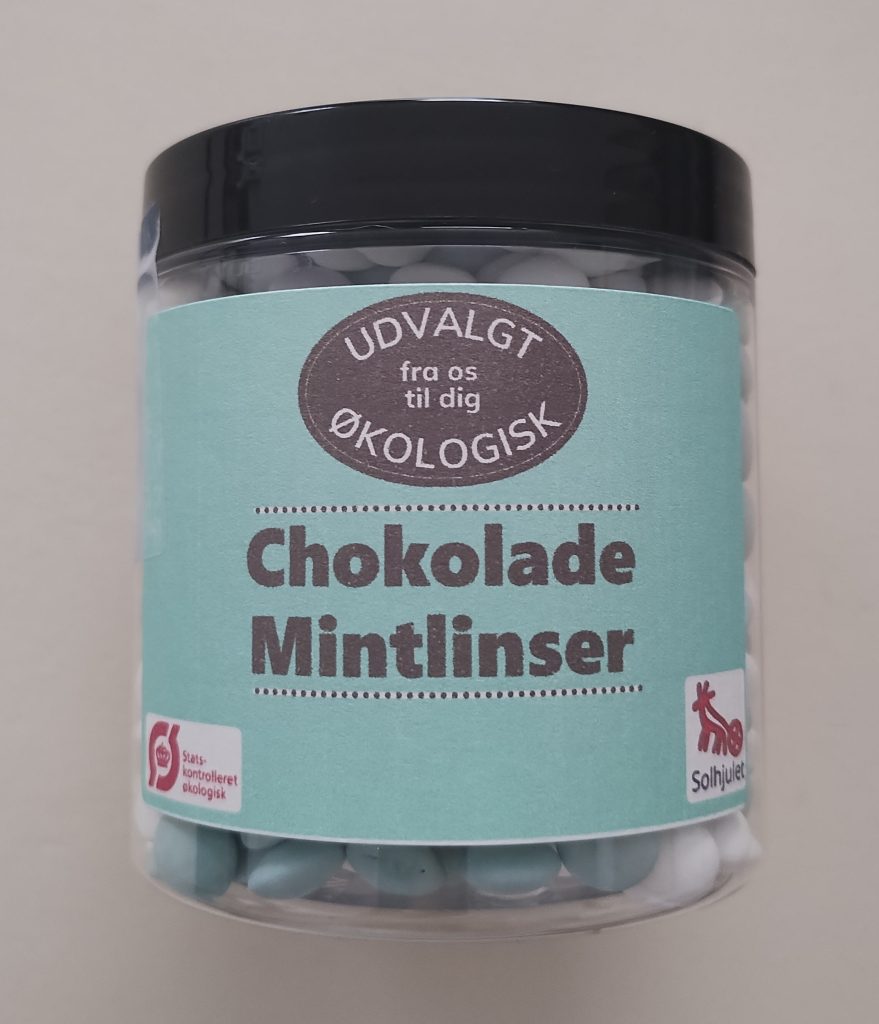 UDVALGT
fra os
til dig
ØKOLOGISK
Chokolade
Mintlinser
Stats-
kontrolleret
økologisk
Solhjulet